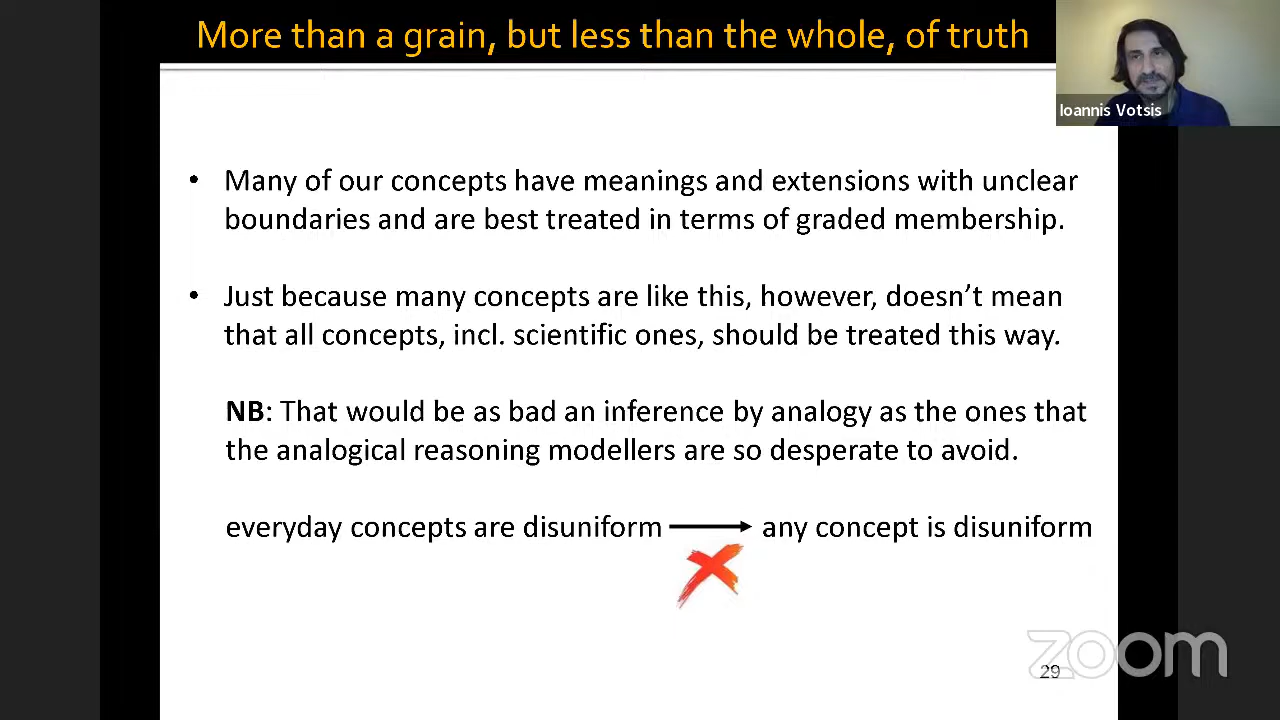 More than a grain, but less than the whole, of truth
Ioannis Votsis
• Many of our concepts have meanings and extensions with unclear
boundaries and are best treated in terms of graded membership.
• Just because many concepts are like this, however, doesn’t mean
that all concepts, incl. scientific ones, should be treated this way.
NB: That would be as bad an inference by analogy as the ones that
the analogical reasoning modellers are so desperate to avoid.
everyday concepts are disuniform any concept is disuniform
zoom
29